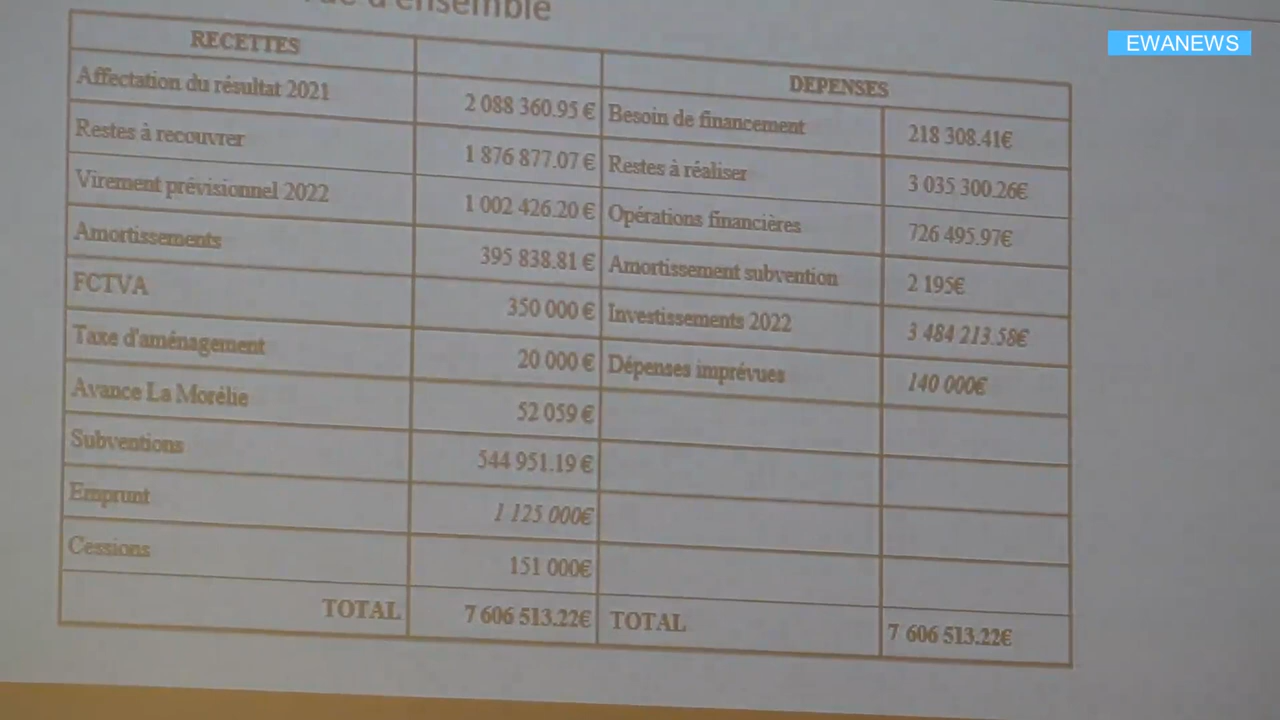 d'ensemble
EWANEWS
RECETTES
DEPENSES
Affectation du résultat 2021 2 088 360.95 € Besoin de financement 218 308.41€
Restes à recouvrer 1 876 877.07 € Restes à réaliser 3 035 300.26€
Virement prévisionnel 2022 1 002 426.20 € Opérations financières 726 495.97€
Amortissements 395 838.81 € Amortissement subvention 2 195€
FCTVA 350 000 € Investissements 2022 3 484 213.58€
Taxe d'aménagement 20 000 € Dépenses imprévues 140 000€
Avance La Morélie 52 059 €
Subventions 544 951.19 €
Emprunt 1 125 000€
Cessions 151 000€
TOTAL 7 606 513.22€ TOTAL 7 606 513.22€